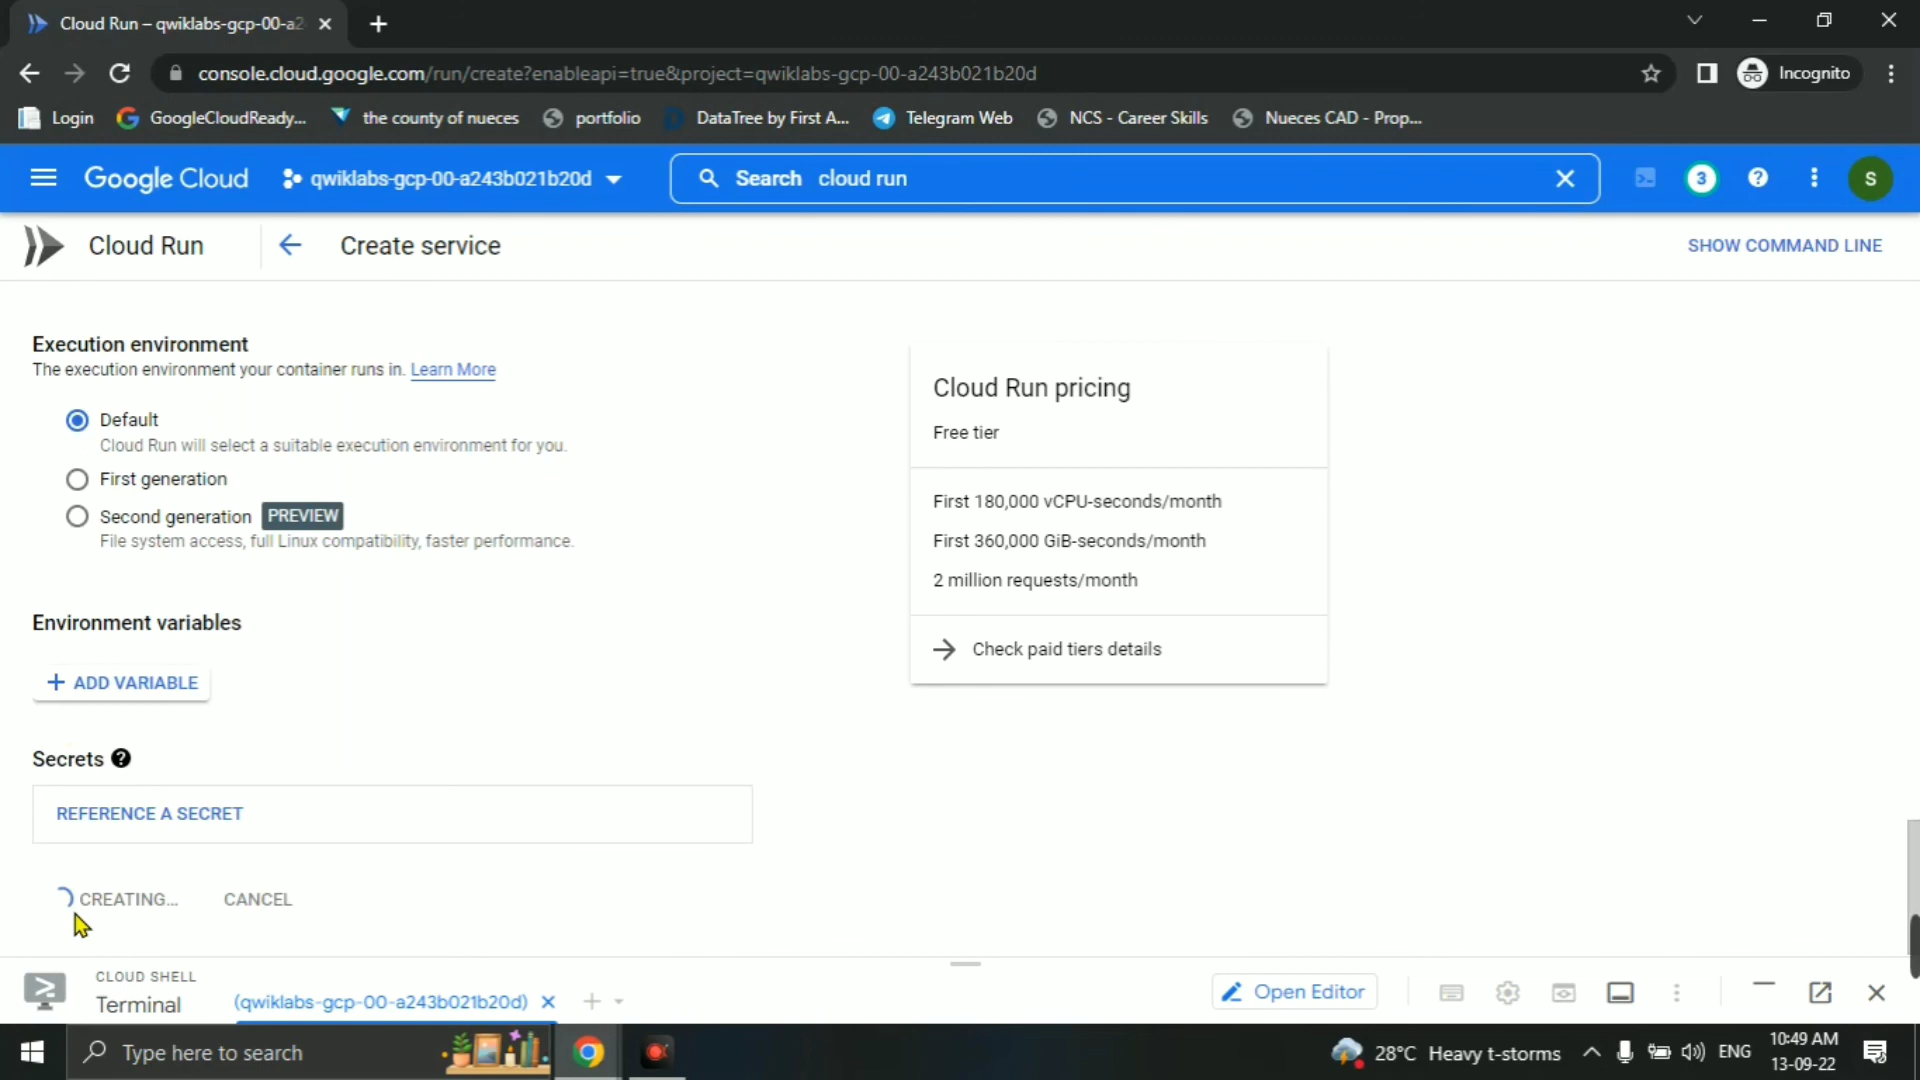 Cloud Run – qwiklabs-gcp-00-a2
console.cloud.google.com/run/create?enableapi=true&project=qwiklabs-gcp-00-a243b021b20d
Incognito
Login
GoogleCloudReady...
the county of nueces
portfolio
DataTree by First A...
Telegram Web
NCS - Career Skills
Nueces CAD - Prop...
Google Cloud
qwiklabs-gcp-00-a243b021b20d
Search cloud run
3
S
Cloud Run
Create service
SHOW COMMAND LINE
Execution environment
The execution environment your container runs in. Learn More
Default
Cloud Run will select a suitable execution environment for you.
First generation
Second generation PREVIEW
File system access, full Linux compatibility, faster performance.
Cloud Run pricing
Free tier
First 180,000 vCPU-seconds/month
First 360,000 GiB-seconds/month
2 million requests/month
Check paid tiers details
Environment variables
ADD VARIABLE
Secrets
REFERENCE A SECRET
CREATING...
CANCEL
CLOUD SHELL
Terminal
(qwiklabs-gcp-00-a243b021b20d)
Open Editor
Type here to search
28°C Heavy t-storms
ENG
10:49 AM
13-09-22